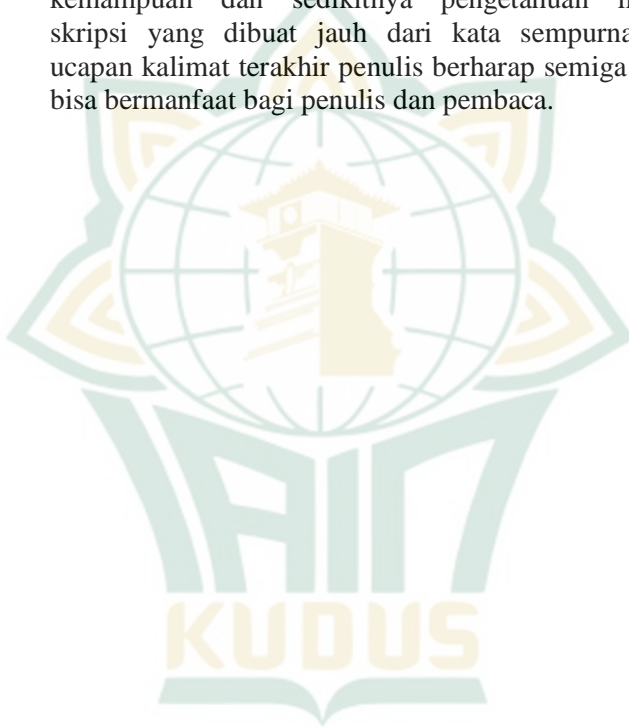 kemampuan dan sedikitnya pengetahuan
skripsi yang dibuat jauh dari kata sempurna
ucapan kalimat terakhir penulis berharap semiga
bisa bermanfaat bagi penulis dan pembaca.
IAIN
KUDUS